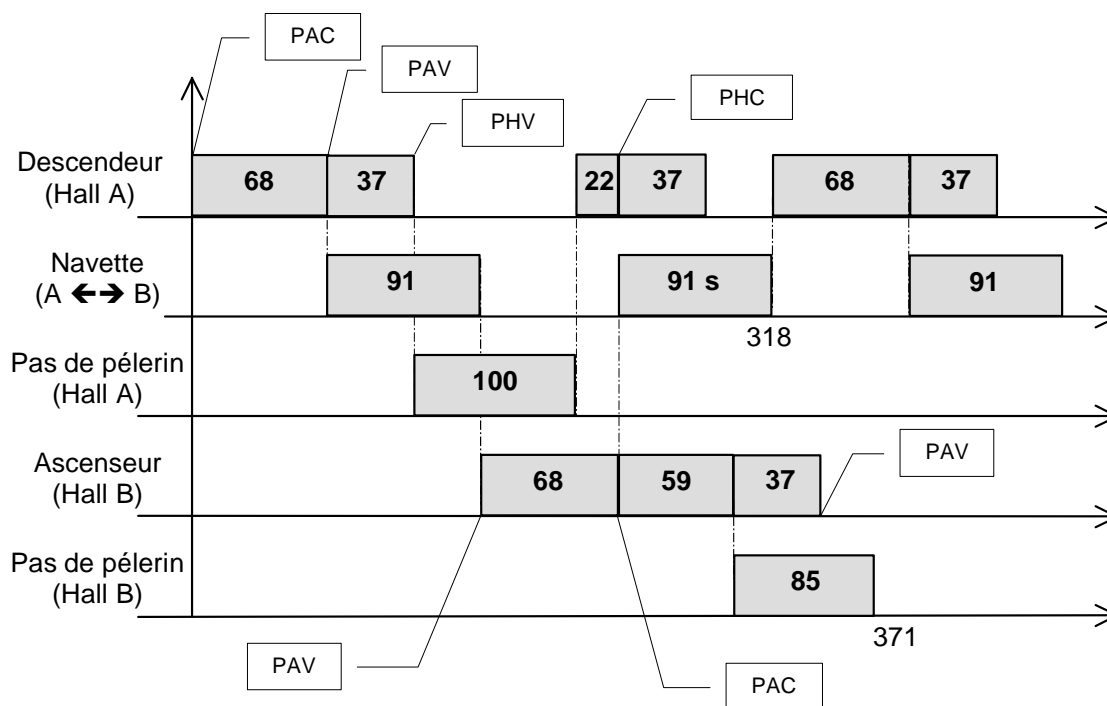 PAC
PAV
PHV
PHC
Descendeur
(Hall A)
68
37
22
37
68
37
Navette
(A ←→ B)
91
91 s
91
318
Pas de pélerin
(Hall A)
100
Ascenseur
(Hall B)
68
59
37
PAV
Pas de pélerin
(Hall B)
85
371
PAV
PAC